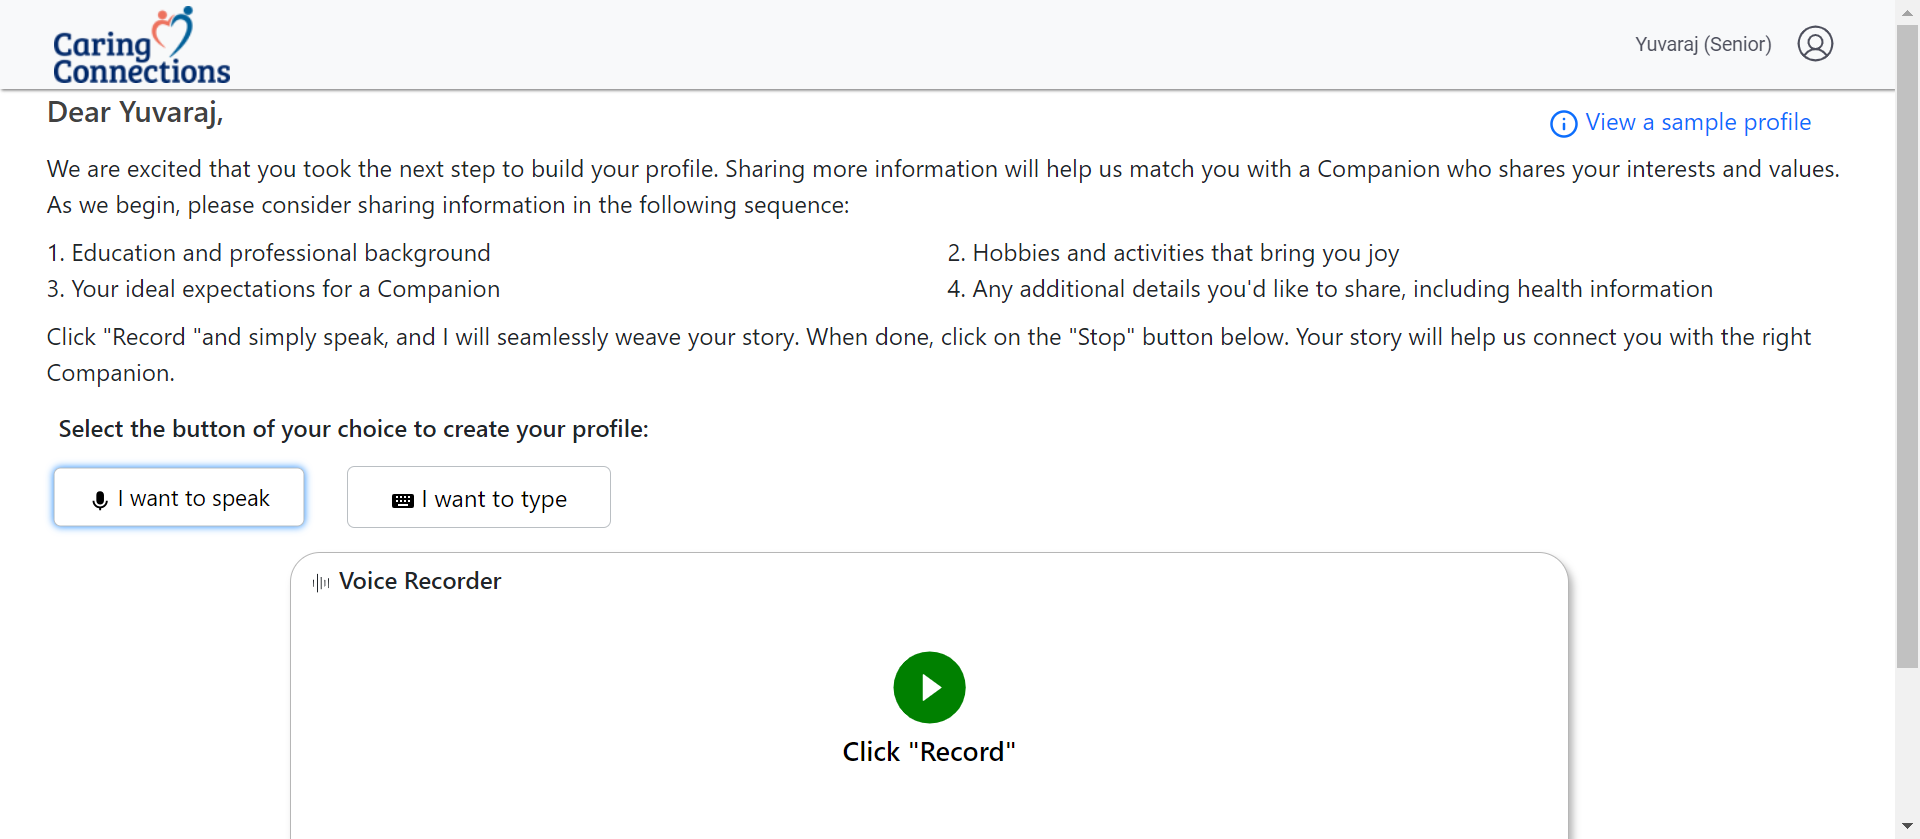 Caring
Connections
Yuvaraj (Senior)
Dear Yuvaraj,
View a sample profile
We are excited that you took the next step to build your profile. Sharing more information will help us match you with a Companion who shares your interests and values.
As we begin, please consider sharing information in the following sequence:
1. Education and professional background
2. Hobbies and activities that bring you joy
3. Your ideal expectations for a Companion
4. Any additional details you'd like to share, including health information
Click "Record "and simply speak, and I will seamlessly weave your story. When done, click on the "Stop" button below. Your story will help us connect you with the right
Companion.
Select the button of your choice to create your profile:
I want to speak
I want to type
Voice Recorder
Click "Record"